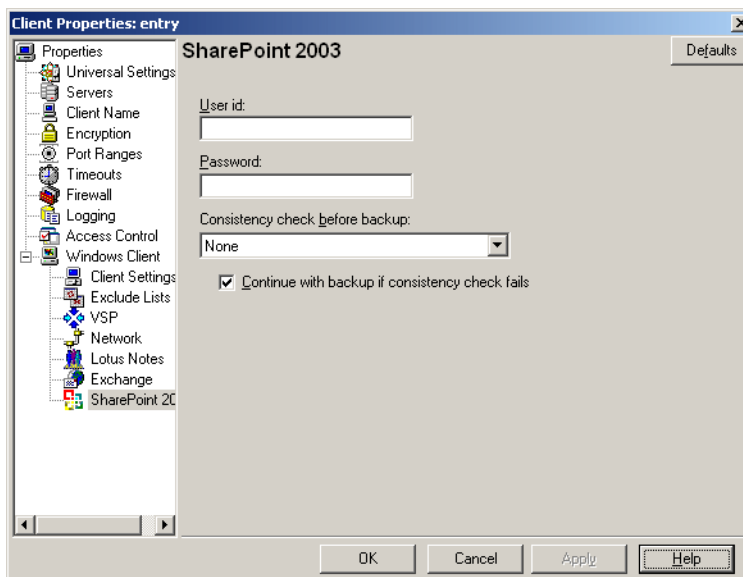 Client Properties: entry
Properties
Universal Settings
Servers
Client Name
Encryption
Port Ranges
Timeouts
Firewall
Logging
Access Control
Windows Client
Client Settings
Exclude Lists
VSP
Network
Lotus Notes
Exchange
SharePoint 20
SharePoint 2003
Defaults
User id:
Password:
Consistency check before backup:
None
Continue with backup if consistency check fails
OK
Cancel
Apply
Help